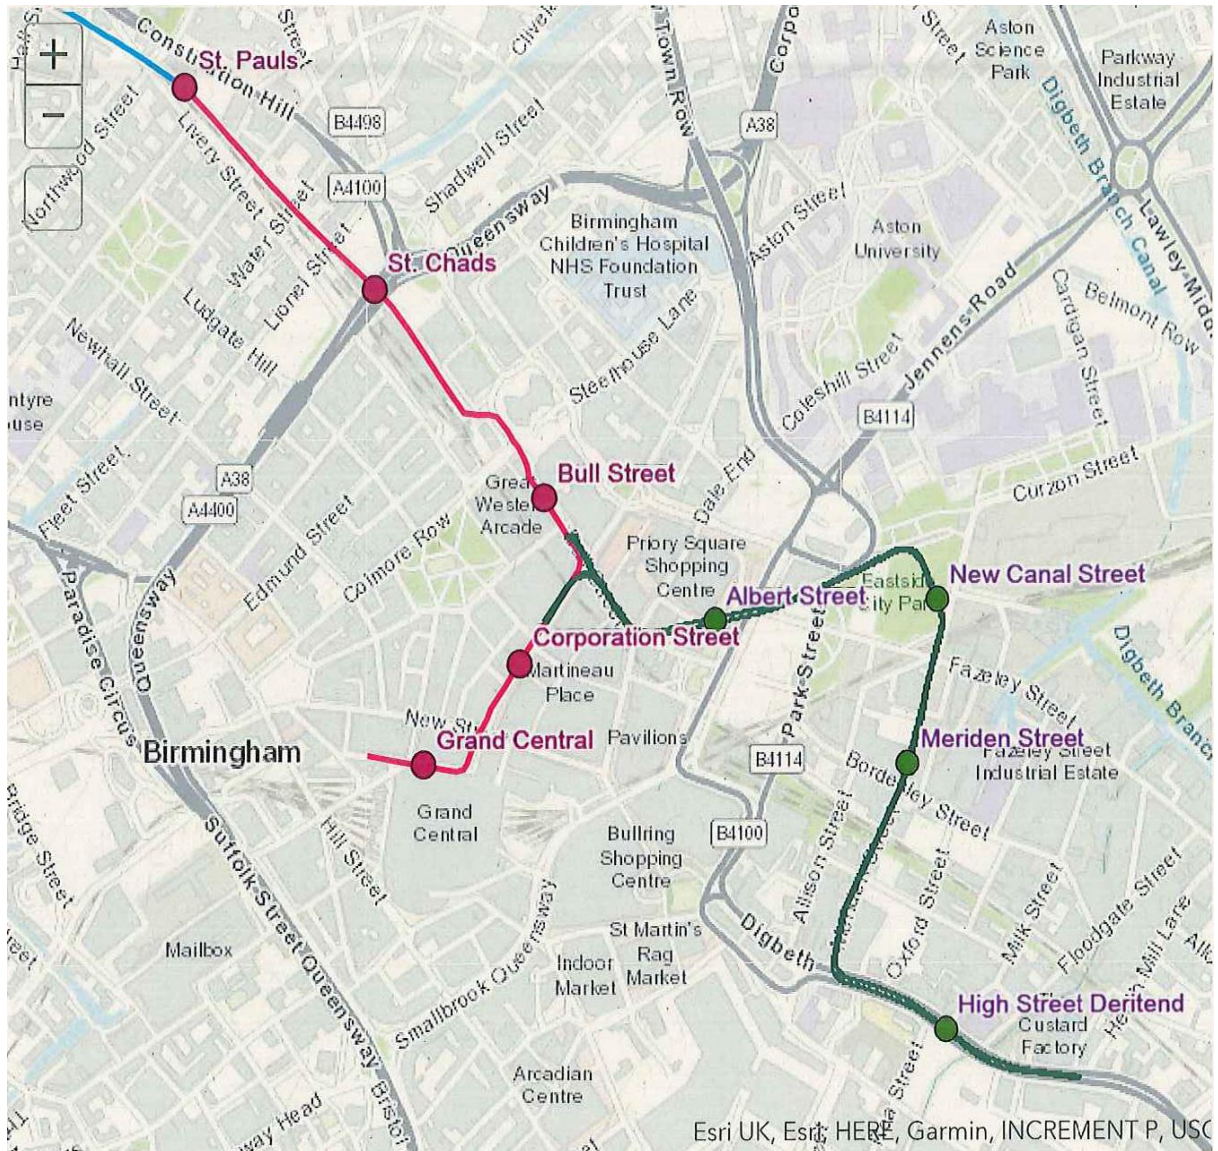 +
−
Constitution Hill
St. Pauls
Street
Town Row
Street
Aston
Science
Park
Parkway
Industrial
Estate
Northwood Street
Livery Street
B4498
A38
Digbeth Branch Canal
A4100
Shadwell Street
Water Street
Lionel Street
Queensway
St. Chads
Birmingham
Children's Hospital
NHS Foundation
Trust
Aston Street
Aston
University
Ludgate Hill
Newhall Street
Steelhouse Lane
Jennens Road
Cardigan Street
Belmont Row
Coleshill Street
B4114
Fleet Street
A38
A4400
Bull Street
Great
Western
Arcade
Dale End
Curzon Street
Edmund Street
Colmore Row
Priory Square
Shopping
Centre
Albert Street
Eastside
City Park
New Canal Street
Paradise Circus
Queensway
Corporation Street
Martineau
Place
Park Street
Fazeley Street
Digbeth Branch
Birmingham
New St
Grand Central
Pavilions
B4114
Meriden Street
Fazeley Street
Industrial Estate
Bordesley Street
Bridge Street
Suffolk Street Queensway
Hill Street
Grand
Central
Bullring
Shopping
Centre
B4100
Allison Street
Oxford Street
Milk Street
Floodgate Street
Mailbox
Smallbrook Queensway
Indoor
Market
St Martin's
Rag
Market
Digbeth
High Street Deritend
Custard
Factory
Arcadian
Centre
Bristol
Esri UK, Esri, HERE, Garmin, INCREMENT P, USG